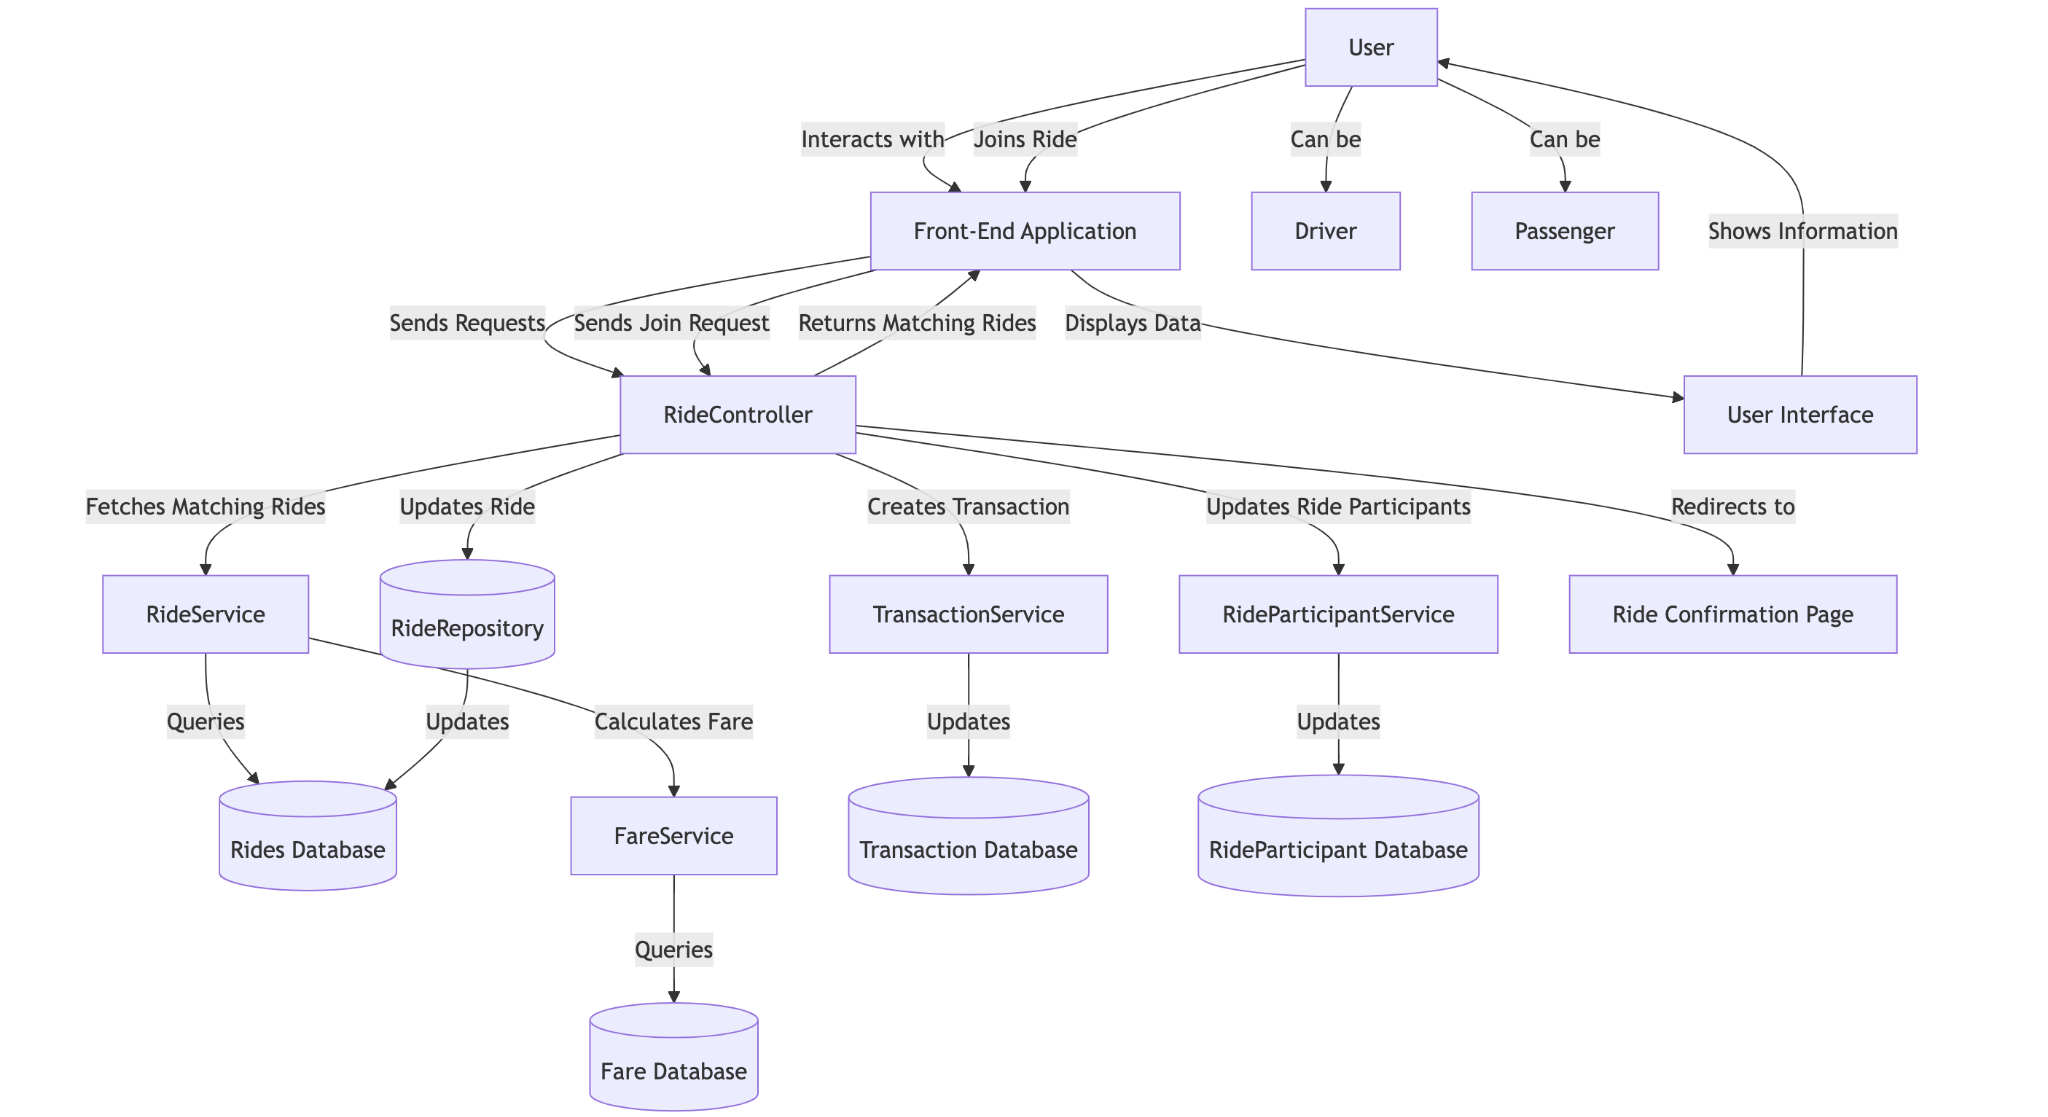 User
Interacts with
Joins Ride
Can be
Can be
Front-End Application
Driver
Passenger
Shows Information
Sends Requests
Sends Join Request
Returns Matching Rides
Displays Data
RideController
User Interface
Fetches Matching Rides
Updates Ride
Creates Transaction
Updates Ride Participants
Redirects to
RideService
RideRepository
TransactionService
RideParticipantService
Ride Confirmation Page
Queries
Updates
Calculates Fare
Updates
Updates
Rides Database
FareService
Transaction Database
RideParticipant Database
Queries
Fare Database